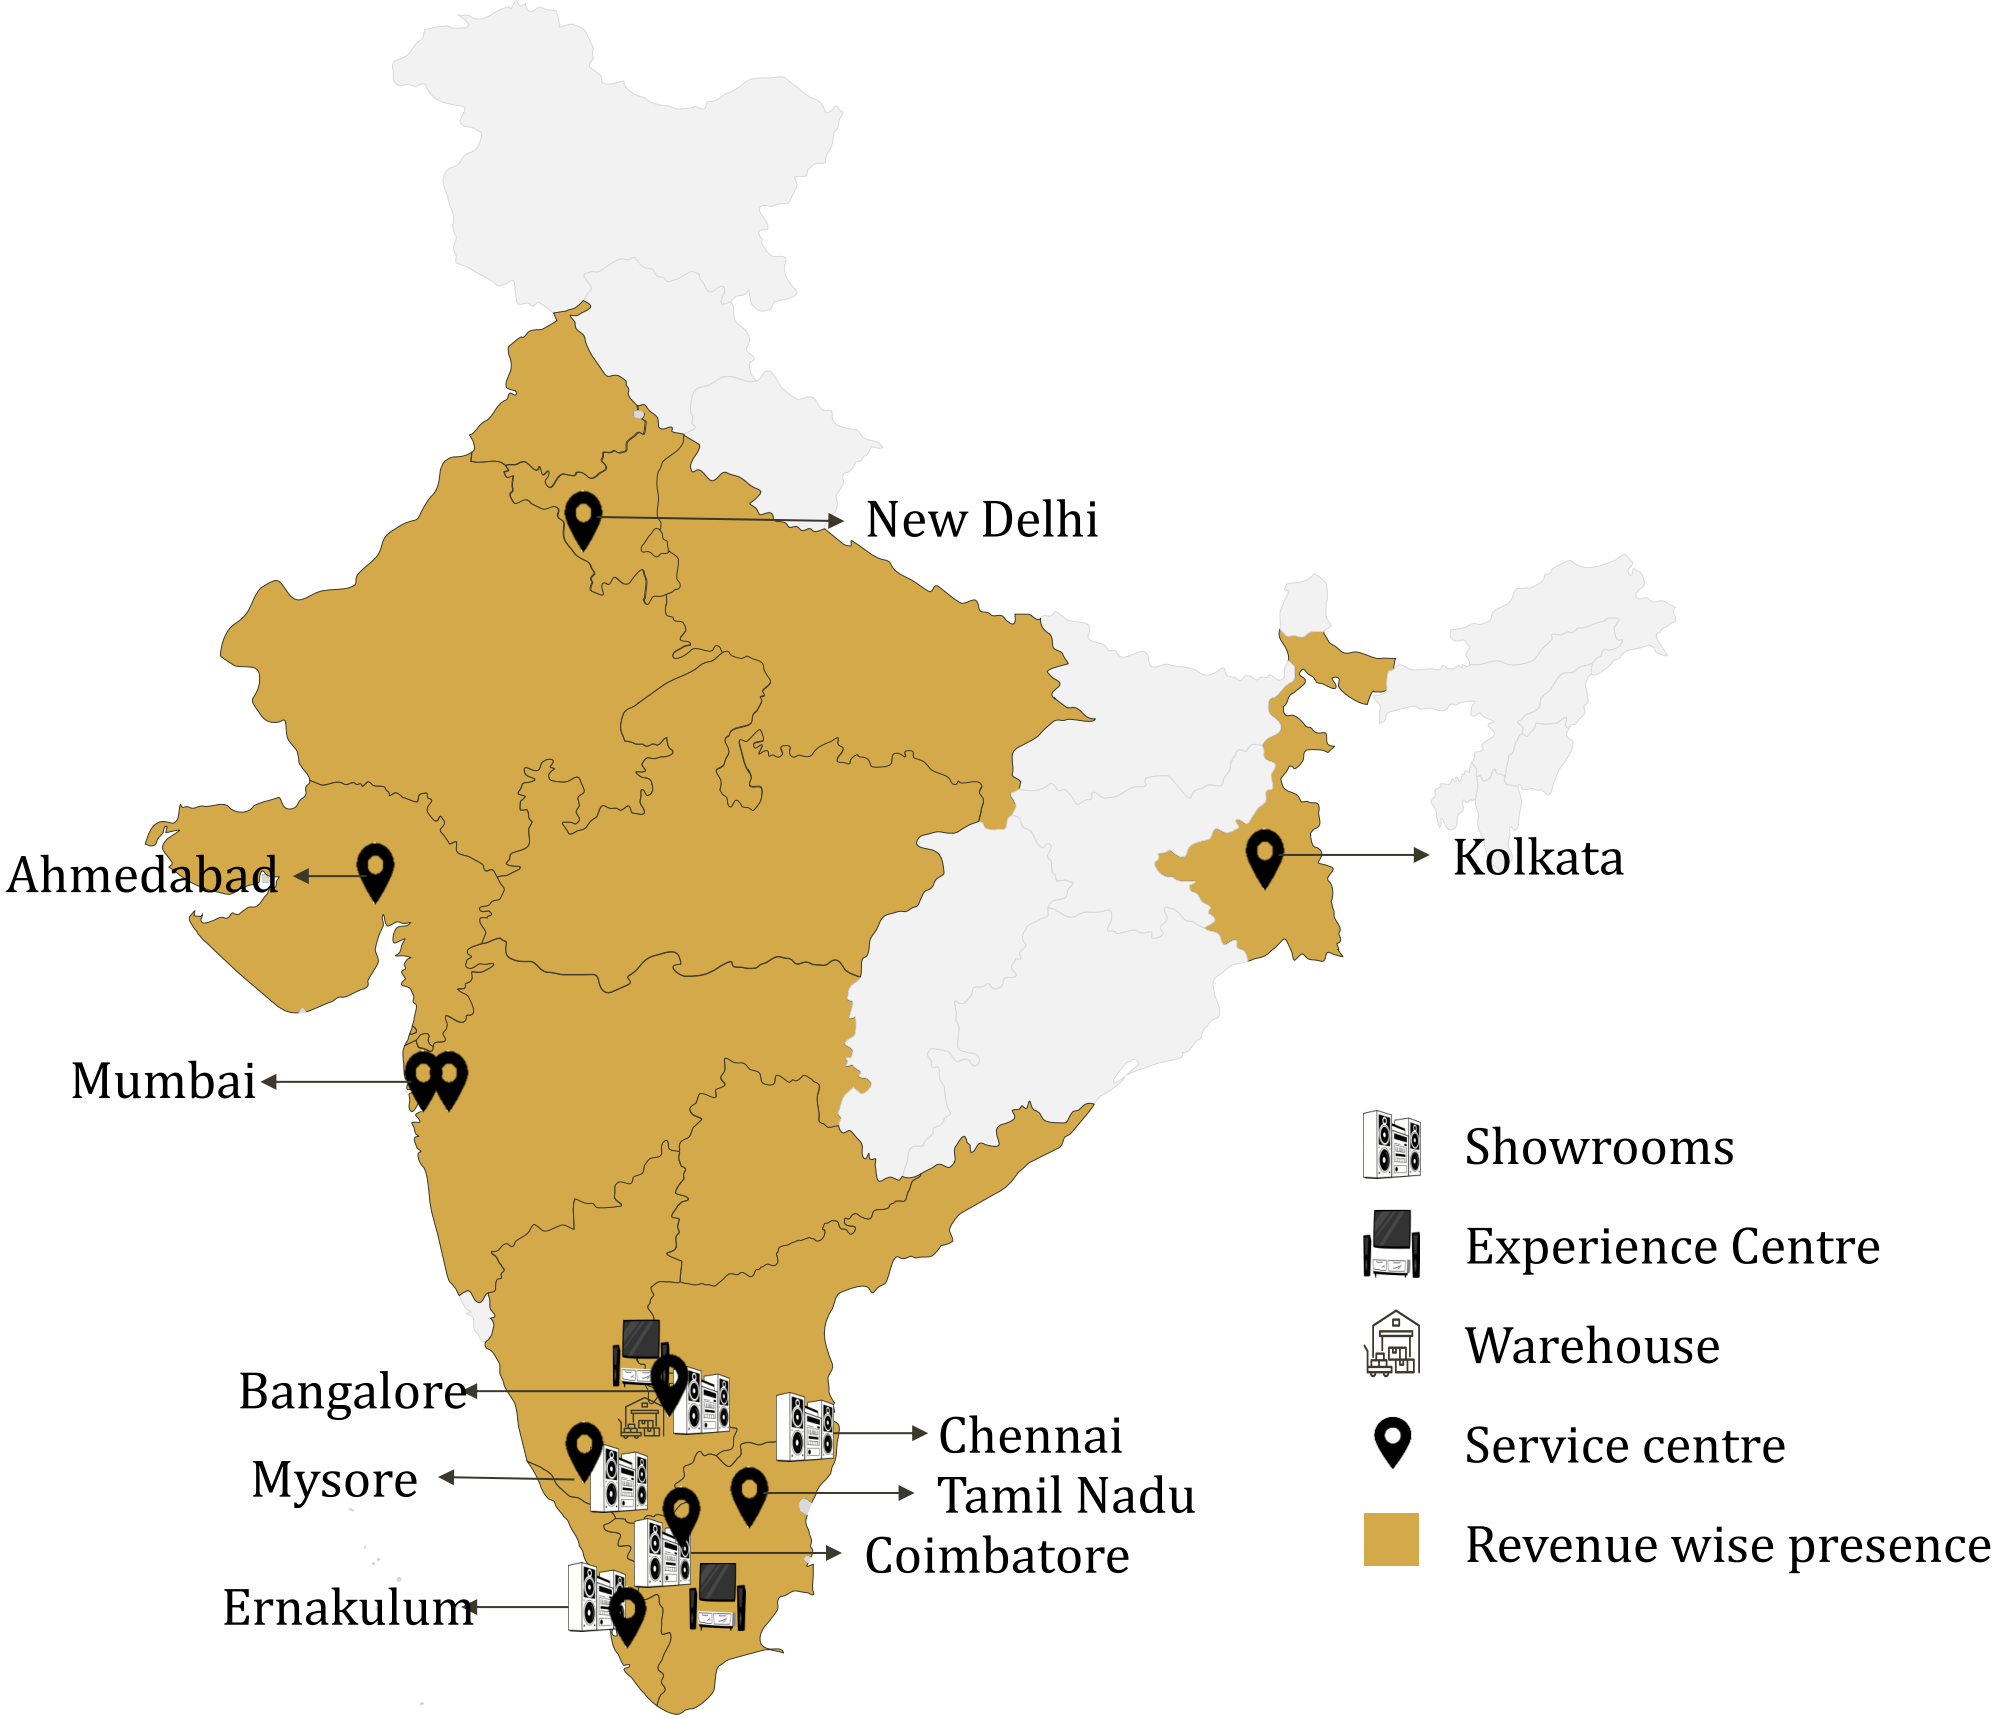 New Delhi
Ahmedabad
Kolkata
Mumbai
Bangalore
Mysore
Ernakulum
Chennai
Tamil Nadu
Coimbatore
Showrooms
Experience Centre
Warehouse
Service centre
Revenue wise presence